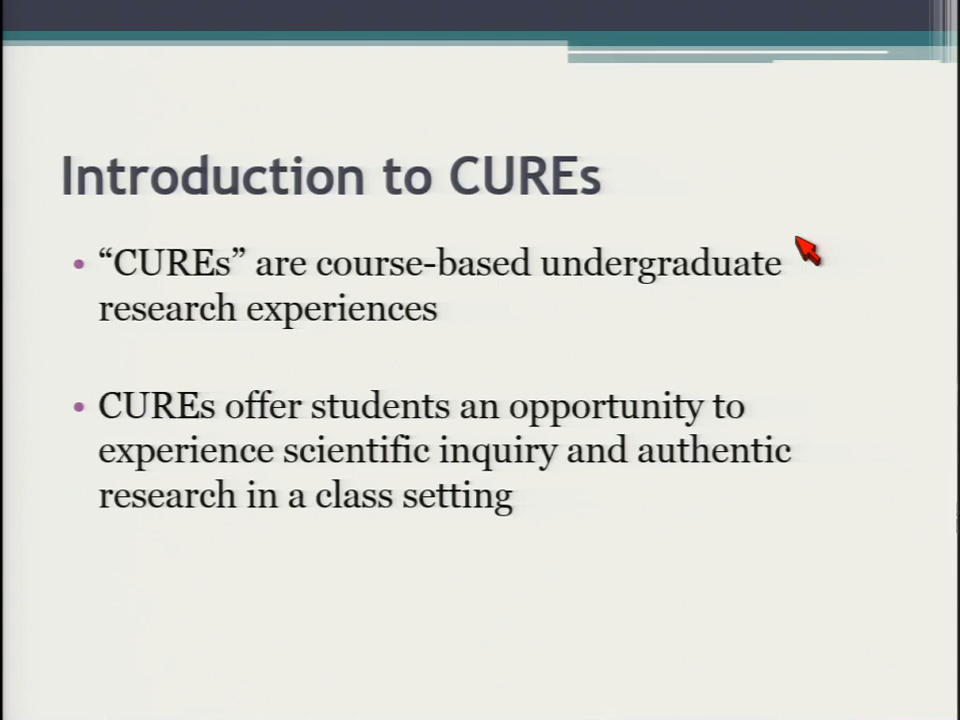 Introduction to CUREs
• “CUREs” are course-based undergraduate
research experiences
• CUREs offer students an opportunity to
experience scientific inquiry and authentic
research in a class setting